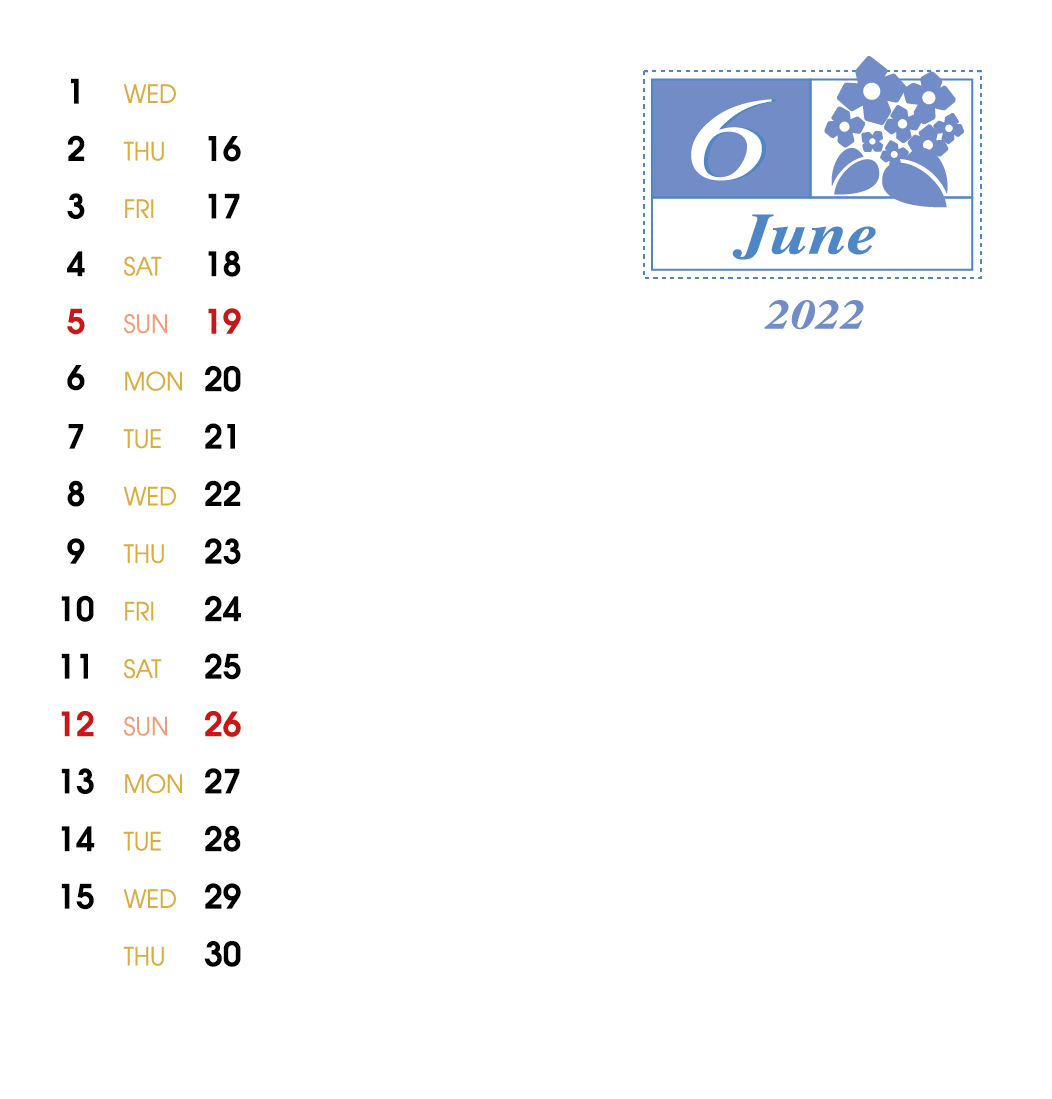 1 WED
2 THU 16
3 FRI 17
4 SAT 18
5 SUN 19
6 MON 20
7 TUE 21
8 WED 22
9 THU 23
10 FRI 24
11 SAT 25
12 SUN 26
13 MON 27
14 TUE 28
15 WED 29
THU 30
6
June
2022